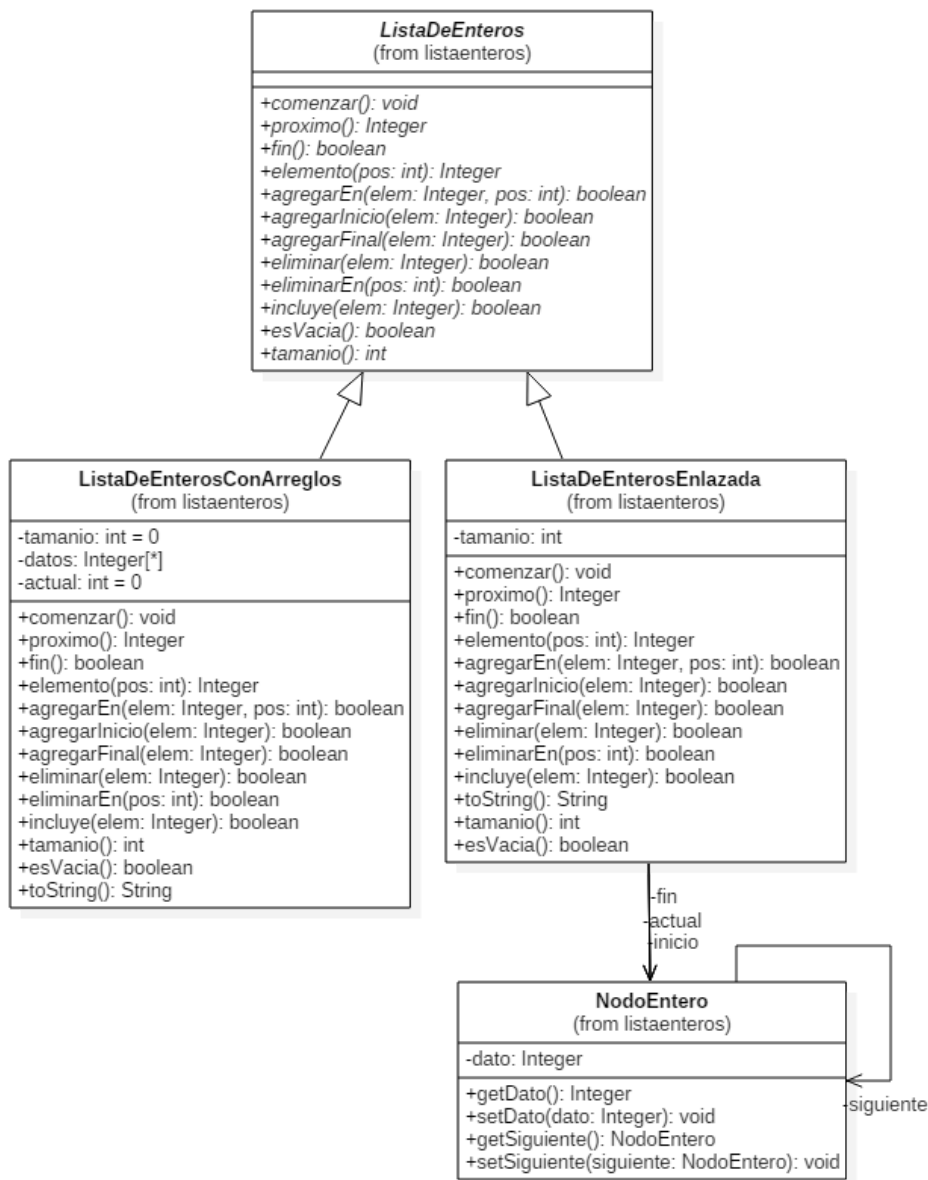 ListaDeEnteros
(from listaenteros)
+comenzar(): void
+proximo(): Integer
+fin(): boolean
+elemento(pos: int): Integer
+agregarEn(elem: Integer, pos: int): boolean
+agregarInicio(elem: Integer): boolean
+agregarFinal(elem: Integer): boolean
+eliminar(elem: Integer): boolean
+eliminarEn(pos: int): boolean
+incluye(elem: Integer): boolean
+esVacia(): boolean
+tamanio(): int
ListaDeEnterosConArreglos
(from listaenteros)
-tamanio: int = 0
-datos: Integer[*]
-actual: int = 0
+comenzar(): void
+proximo(): Integer
+fin(): boolean
+elemento(pos: int): Integer
+agregarEn(elem: Integer, pos: int): boolean
+agregarInicio(elem: Integer): boolean
+agregarFinal(elem: Integer): boolean
+eliminar(elem: Integer): boolean
+eliminarEn(pos: int): boolean
+incluye(elem: Integer): boolean
+tamanio(): int
+esVacia(): boolean
+toString(): String
ListaDeEnterosEnlazada
(from listaenteros)
-tamanio: int
+comenzar(): void
+proximo(): Integer
+fin(): boolean
+elemento(pos: int): Integer
+agregarEn(elem: Integer, pos: int): boolean
+agregarInicio(elem: Integer): boolean
+agregarFinal(elem: Integer): boolean
+eliminar(elem: Integer): boolean
+eliminarEn(pos: int): boolean
+incluye(elem: Integer): boolean
+toString(): String
+tamanio(): int
+esVacia(): boolean
-fin
-actual
-inicio
NodoEntero
(from listaenteros)
-dato: Integer
+getDato(): Integer
+setDato(dato: Integer): void
+getSiguiente(): NodoEntero
+setSiguiente(siguiente: NodoEntero): void
-siguiente